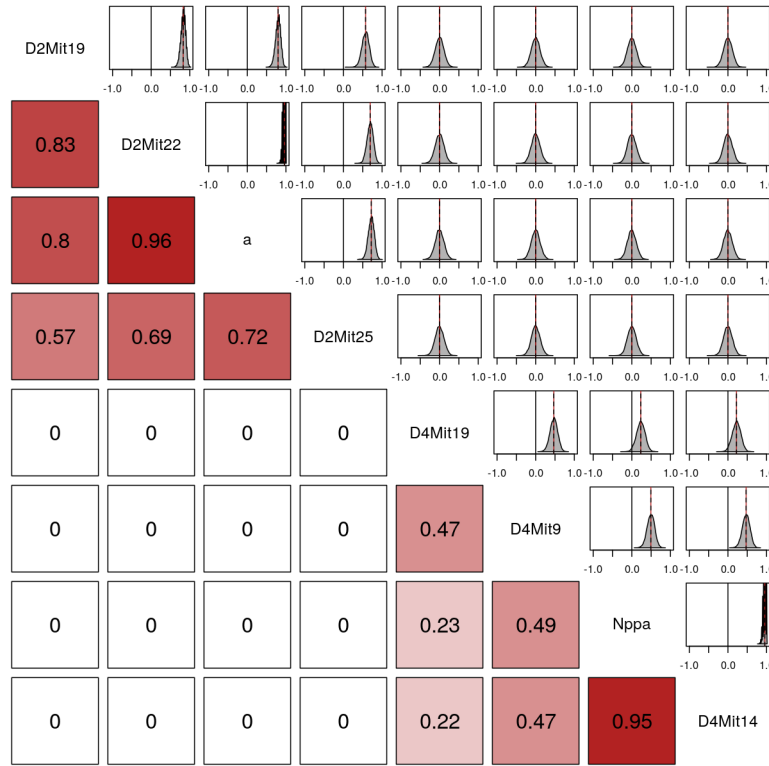 D2Mit19
-1.0 0.0 1.0 -1.0 0.0 1.0 -1.0 0.0 1.0 -1.0 0.0 1.0 -1.0 0.0 1.0 -1.0 0.0 1.0 -1.0 0.0 1.0
0.83 D2Mit22
-1.0 0.0 1.0 -1.0 0.0 1.0 -1.0 0.0 1.0 -1.0 0.0 1.0 -1.0 0.0 1.0 -1.0 0.0 1.0
0.8 0.96 a
-1.0 0.0 1.0 -1.0 0.0 1.0 -1.0 0.0 1.0 -1.0 0.0 1.0 -1.0 0.0 1.0
0.57 0.69 0.72 D2Mit25
-1.0 0.0 1.0 -1.0 0.0 1.0 -1.0 0.0 1.0 -1.0 0.0 1.0
0 0 0 0 D4Mit19
-1.0 0.0 1.0 -1.0 0.0 1.0 -1.0 0.0 1.0
0 0 0 0 0.47 D4Mit9
-1.0 0.0 1.0 -1.0 0.0 1.0
0 0 0 0 0.23 0.49 Nppa
-1.0 0.0 1.0
0 0 0 0 0.22 0.47 0.95 D4Mit14